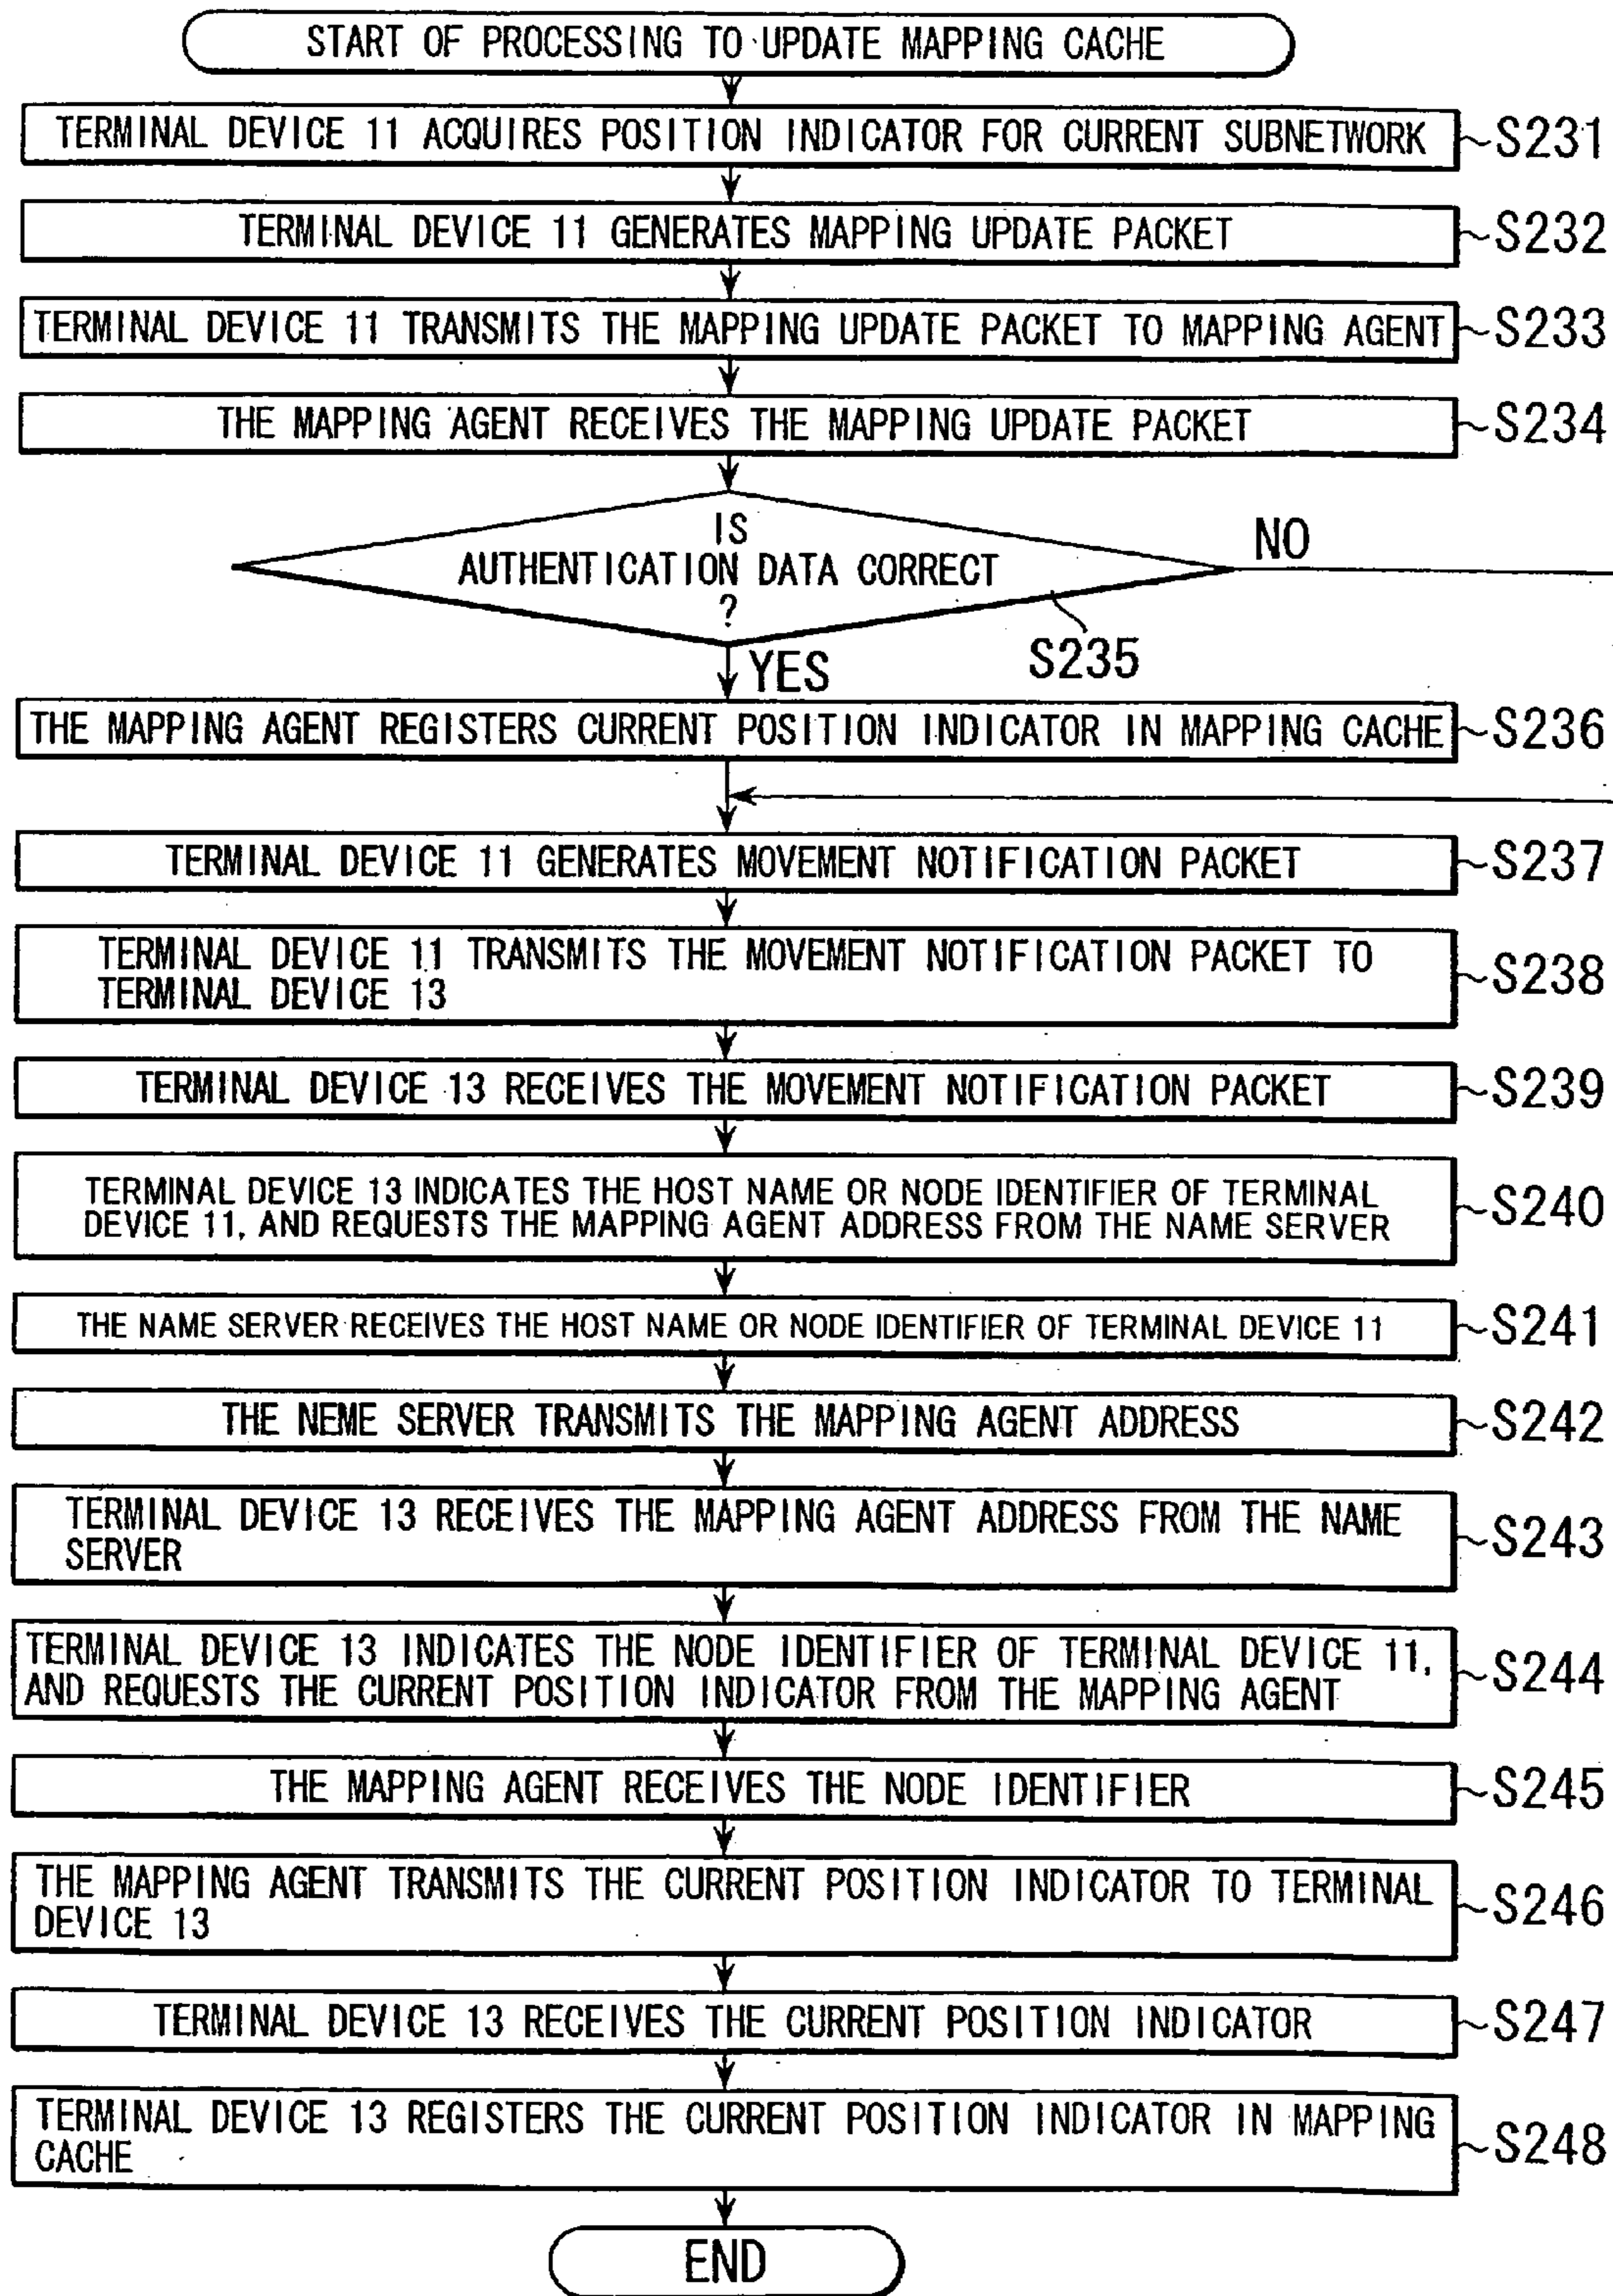 START OF PROCESSING TO UPDATE MAPPING CACHE
TERMINAL DEVICE 11 ACQUIRES POSITION INDICATOR FOR CURRENT SUBNETWORK
S231
TERMINAL DEVICE 11 GENERATES MAPPING UPDATE PACKET
S232
TERMINAL DEVICE 11 TRANSMITS THE MAPPING UPDATE PACKET TO MAPPING AGENT
S233
THE MAPPING AGENT RECEIVES THE MAPPING UPDATE PACKET
S234
IS
AUTHENTICATION DATA CORRECT
?
NO
S235
YES
THE MAPPING AGENT REGISTERS CURRENT POSITION INDICATOR IN MAPPING CACHE
S236
TERMINAL DEVICE 11 GENERATES MOVEMENT NOTIFICATION PACKET
S237
TERMINAL DEVICE 11 TRANSMITS THE MOVEMENT NOTIFICATION PACKET TO
TERMINAL DEVICE 13
S238
TERMINAL DEVICE 13 RECEIVES THE MOVEMENT NOTIFICATION PACKET
S239
TERMINAL DEVICE 13 INDICATES THE HOST NAME OR NODE IDENTIFIER OF TERMINAL
DEVICE 11, AND REQUESTS THE MAPPING AGENT ADDRESS FROM THE NAME SERVER
S240
THE NAME SERVER RECEIVES THE HOST NAME OR NODE IDENTIFIER OF TERMINAL DEVICE 11
S241
THE NEME SERVER TRANSMITS THE MAPPING AGENT ADDRESS
S242
TERMINAL DEVICE 13 RECEIVES THE MAPPING AGENT ADDRESS FROM THE NAME
SERVER
S243
TERMINAL DEVICE 13 INDICATES THE NODE IDENTIFIER OF TERMINAL DEVICE 11,
AND REQUESTS THE CURRENT POSITION INDICATOR FROM THE MAPPING AGENT
S244
THE MAPPING AGENT RECEIVES THE NODE IDENTIFIER
S245
THE MAPPING AGENT TRANSMITS THE CURRENT POSITION INDICATOR TO TERMINAL
DEVICE 13
S246
TERMINAL DEVICE 13 RECEIVES THE CURRENT POSITION INDICATOR
S247
TERMINAL DEVICE 13 REGISTERS THE CURRENT POSITION INDICATOR IN MAPPING
CACHE
S248
END